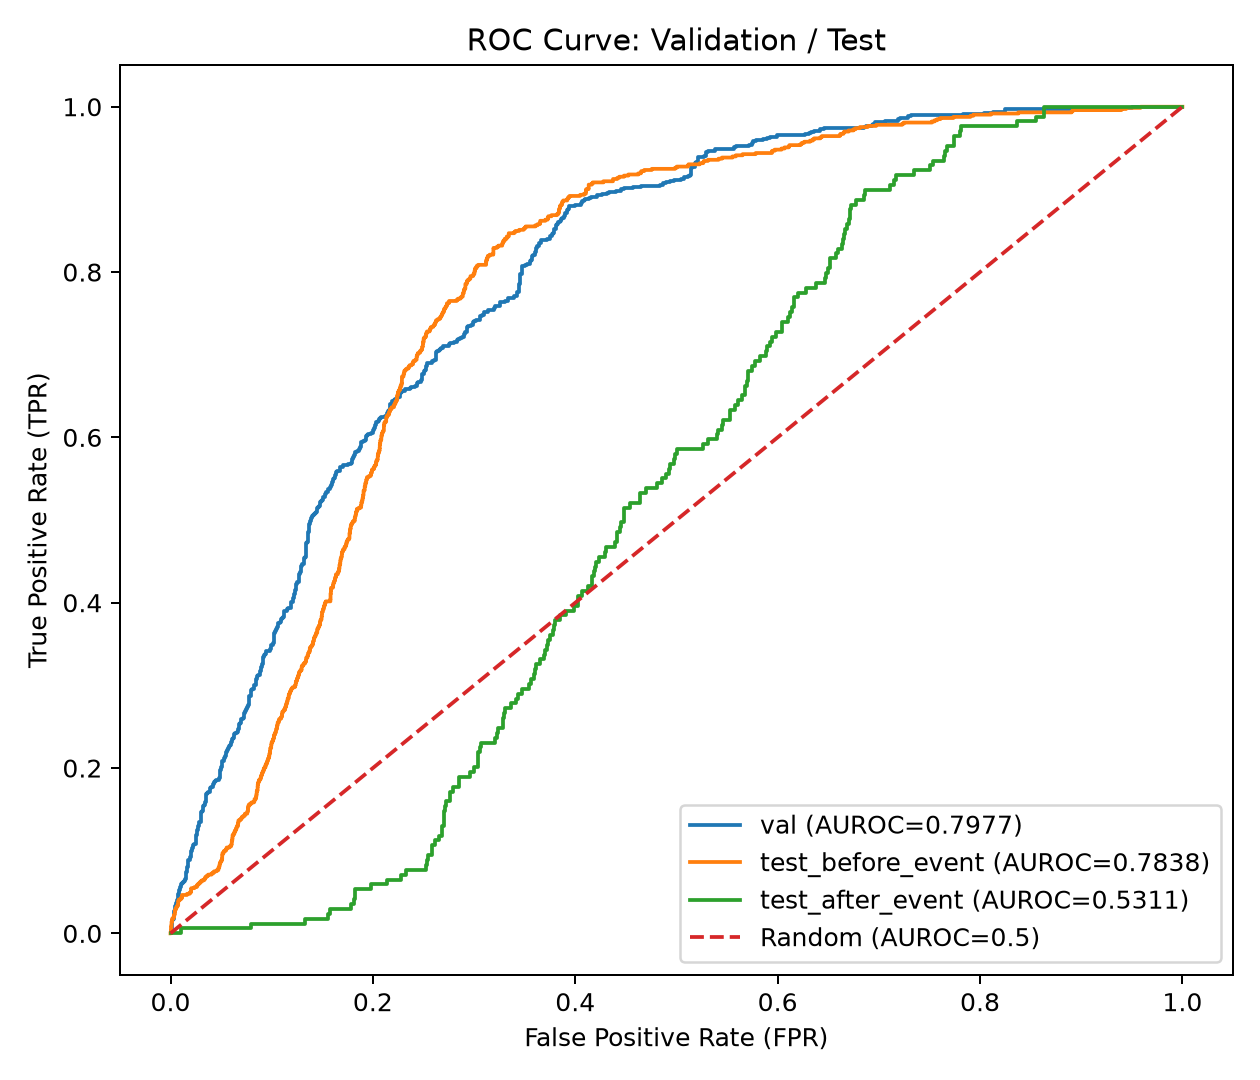 ROC Curve: Validation / Test
True Positive Rate (TPR)
1.0
0.8
0.6
0.4
0.2
0.0
val (AUROC=0.7977)
test_before_event (AUROC=0.7838)
test_after_event (AUROC=0.5311)
Random (AUROC=0.5)
0.0 0.2 0.4 0.6 0.8 1.0
False Positive Rate (FPR)